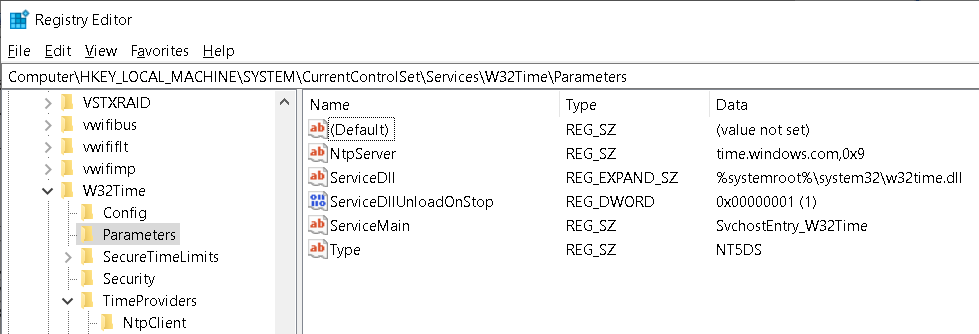 Registry Editor
File Edit View Favorites Help
Computer\HKEY_LOCAL_MACHINE\SYSTEM\CurrentControlSet\Services\W32Time\Parameters
VSTXRAID
vwifibus
vwififlt
vwifimp
W32Time
Config
Parameters
SecureTimeLimits
Security
TimeProviders
NtpClient
Name Type Data
(Default) REG_SZ (value not set)
NtpServer REG_SZ time.windows.com,0x9
ServiceDll REG_EXPAND_SZ %systemroot%\system32\w32time.dll
ServiceDllUnloadOnStop REG_DWORD 0x00000001 (1)
ServiceMain REG_SZ SvchostEntry_W32Time
Type REG_SZ NT5DS